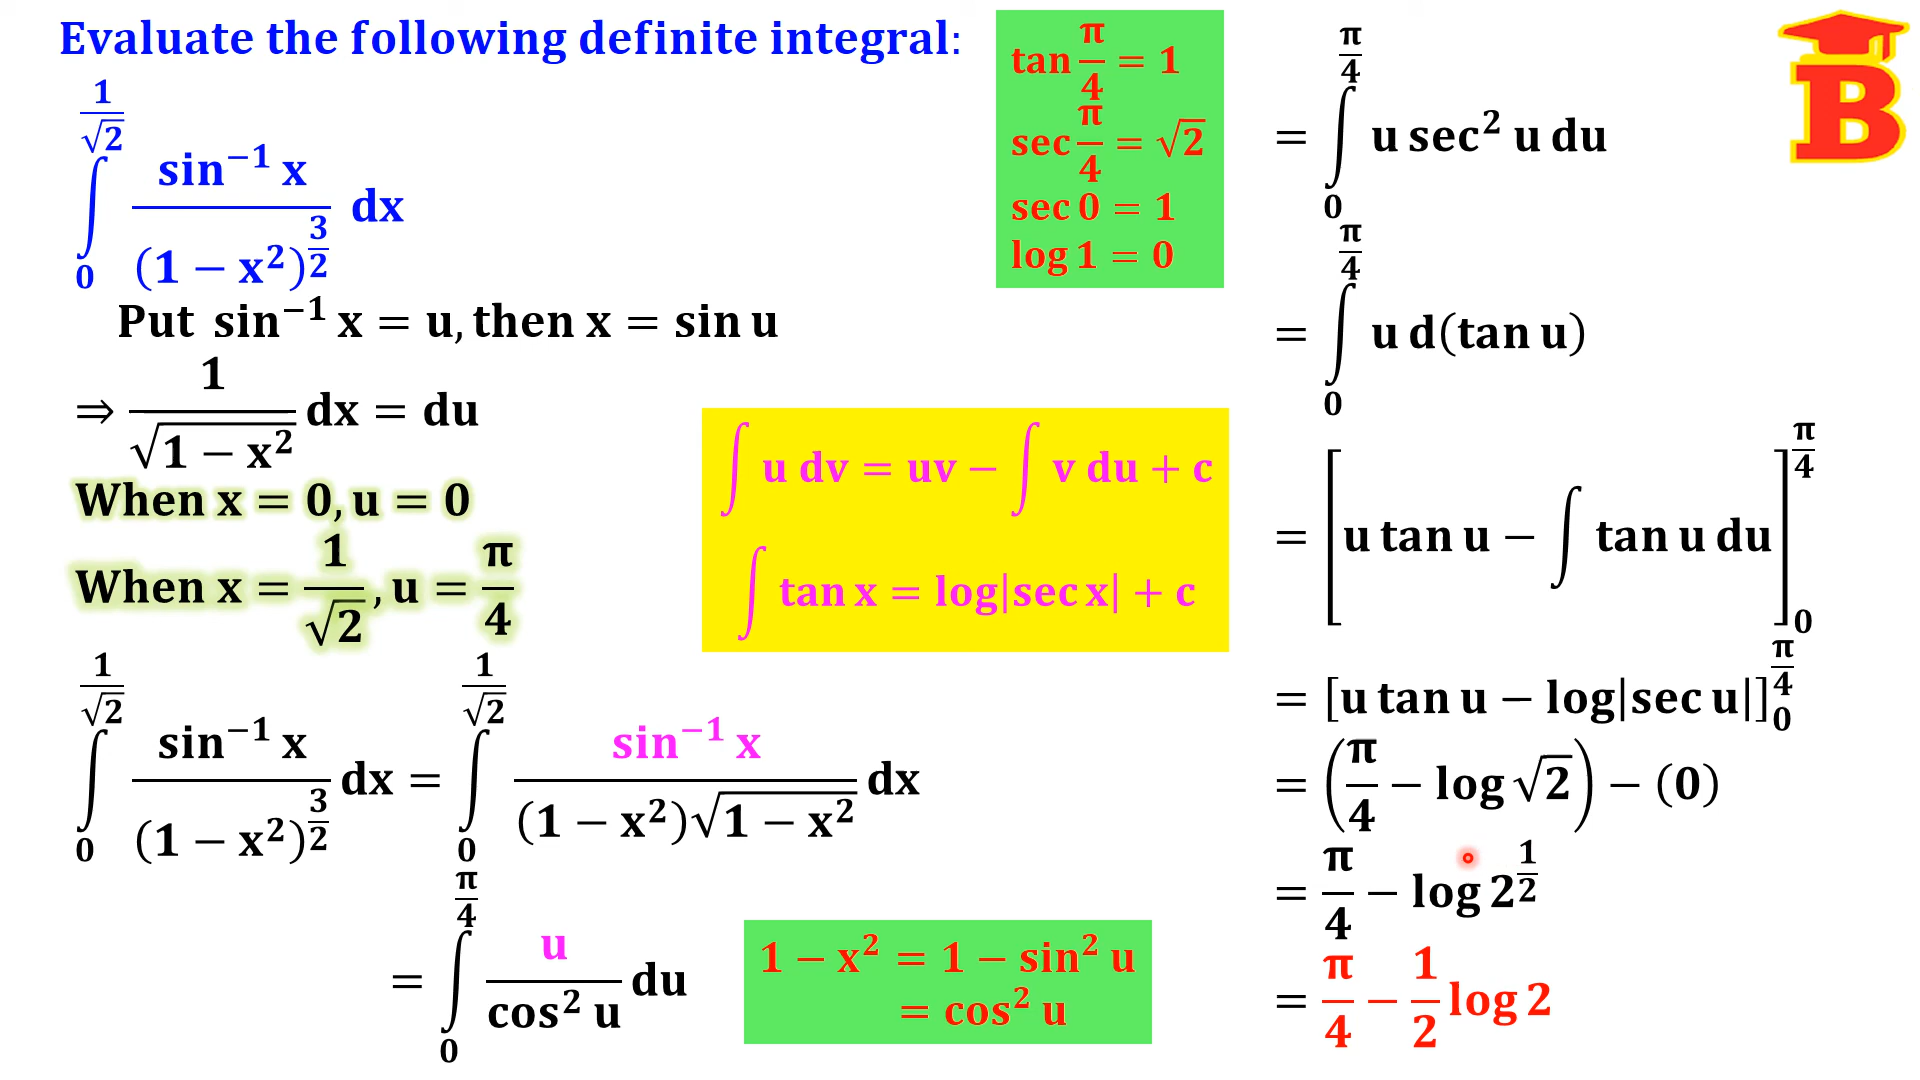 Evaluate the following definite integral:
∫₀^(1/√2) sin⁻¹ x / (1 − x²)^(3/2) dx
Put sin⁻¹ x = u, then x = sin u
⇒ 1/√(1 − x²) dx = du
When x = 0, u = 0
When x = 1/√2, u = π/4
∫₀^(1/√2) sin⁻¹ x / (1 − x²)^(3/2) dx = ∫₀^(1/√2) sin⁻¹ x / ((1 − x²)√(1 − x²)) dx
= ∫₀^(π/4) u / cos² u du
1 − x² = 1 − sin² u
= cos² u
∫ u dv = uv − ∫ v du + c
∫ tan x = log|sec x| + c
tan π/4 = 1
sec π/4 = √2
sec 0 = 1
log 1 = 0
= ∫₀^(π/4) u sec² u du
= ∫₀^(π/4) u d(tan u)
= [u tan u − ∫ tan u du]₀^(π/4)
= [u tan u − log|sec u|]₀^(π/4)
= (π/4 − log √2) − (0)
= π/4 − log 2^(1/2)
= π/4 − 1/2 log 2
B